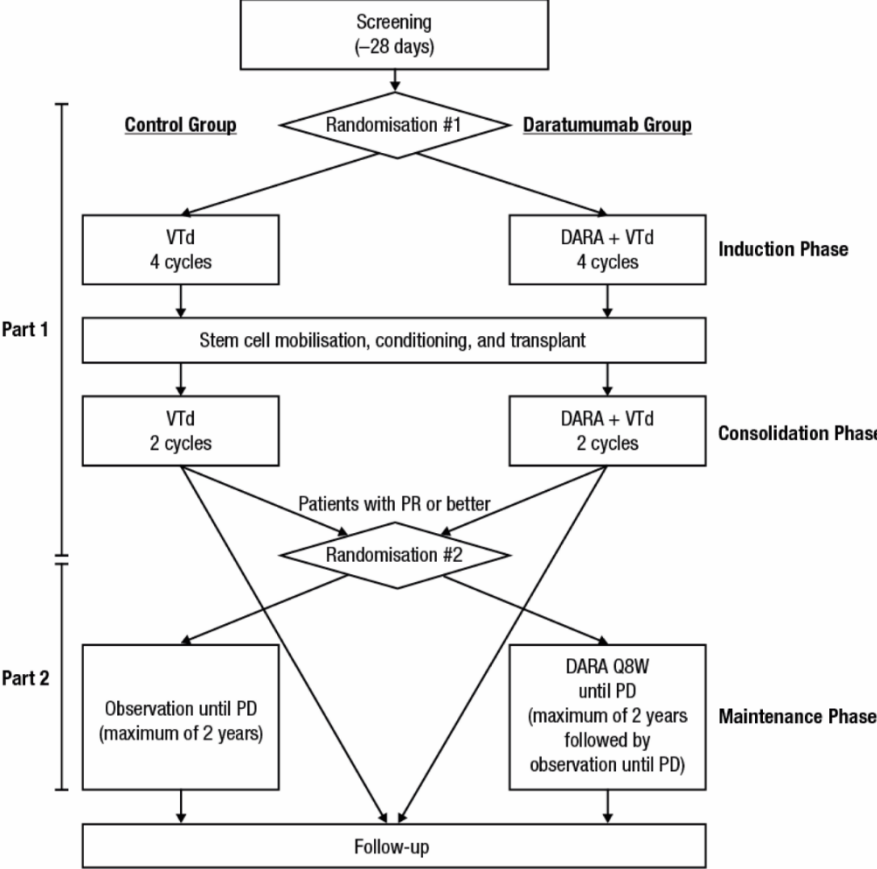 Screening
(–28 days)
Control Group
Randomisation #1
Daratumumab Group
VTd
4 cycles
DARA + VTd
4 cycles
Induction Phase
Part 1
Stem cell mobilisation, conditioning, and transplant
VTd
2 cycles
DARA + VTd
2 cycles
Consolidation Phase
Patients with PR or better
Randomisation #2
Part 2
Observation until PD
(maximum of 2 years)
DARA Q8W
until PD
(maximum of 2 years
followed by
observation until PD)
Maintenance Phase
Follow-up